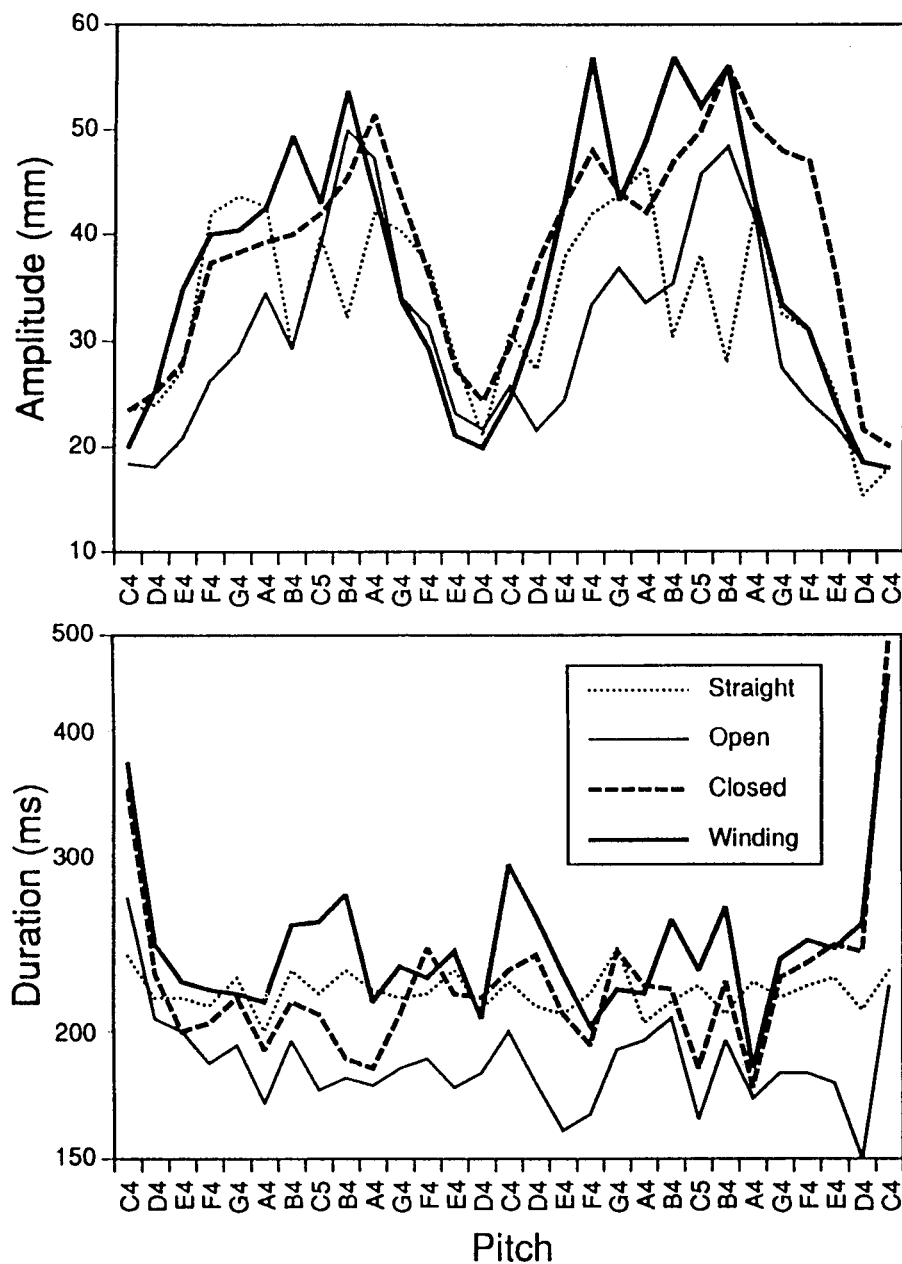 60
50
40
30
20
10
Amplitude (mm)
C4 D4 E4 F4 G4 A4 B4 C5 B4 A4 G4 F4 E4 D4 C4 D4 E4 F4 G4 A4 B4 C5 B4 A4 G4 F4 E4 D4 C4
500
400
300
200
150
Duration (ms)
Straight
Open
Closed
Winding
C4 D4 E4 F4 G4 A4 B4 C5 B4 A4 G4 F4 E4 D4 C4 D4 E4 F4 G4 A4 B4 C5 B4 A4 G4 F4 E4 D4 C4
Pitch